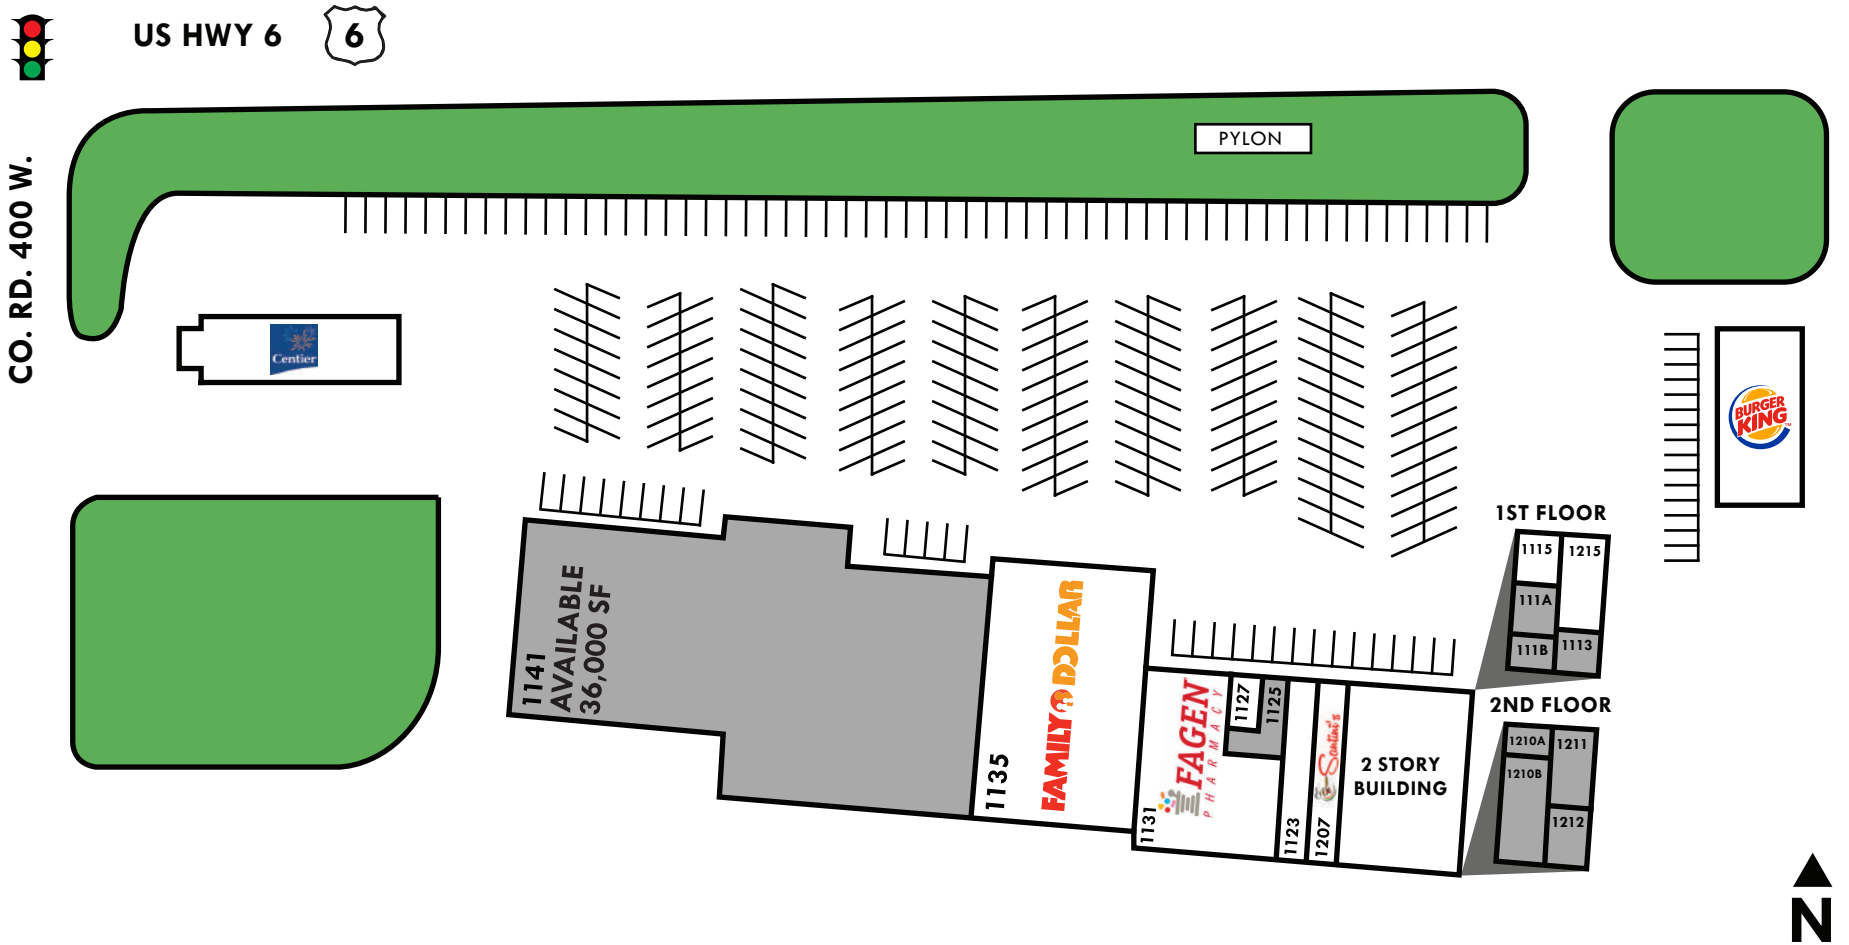 US HWY 6
6
CO. RD. 400 W.
PYLON
Centier
BURGER
KING
™
1ST FLOOR
1115
1215
111A
111B
1113
1141
AVAILABLE
36,000 SF
1135
FAMILY DOLLAR
1131
FAGEN
PHARMACY
1127
1125
1123
1207
Santini's
2 STORY
BUILDING
2ND FLOOR
1210A
1211
1210B
1212
N